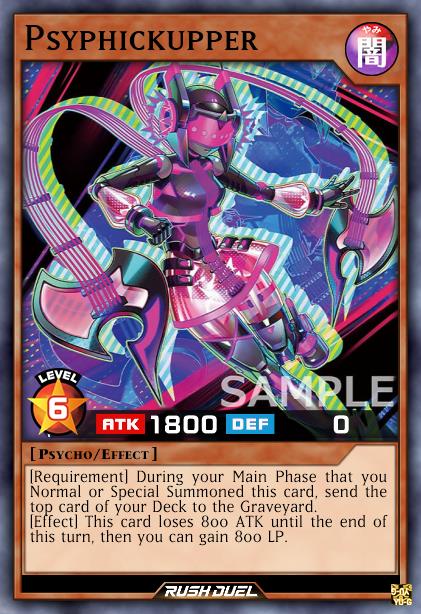 Psyphickupper
やみ
闇
SAMPLE
LEVEL
6
ATK 1800 DEF 0
[ Psycho/Effect ]
[Requirement] During your Main Phase that you
Normal or Special Summoned this card, send the
top card of your Deck to the Graveyard.
[Effect] This card loses 800 ATK until the end of
this turn, then you can gain 800 LP.
RUSH DUEL